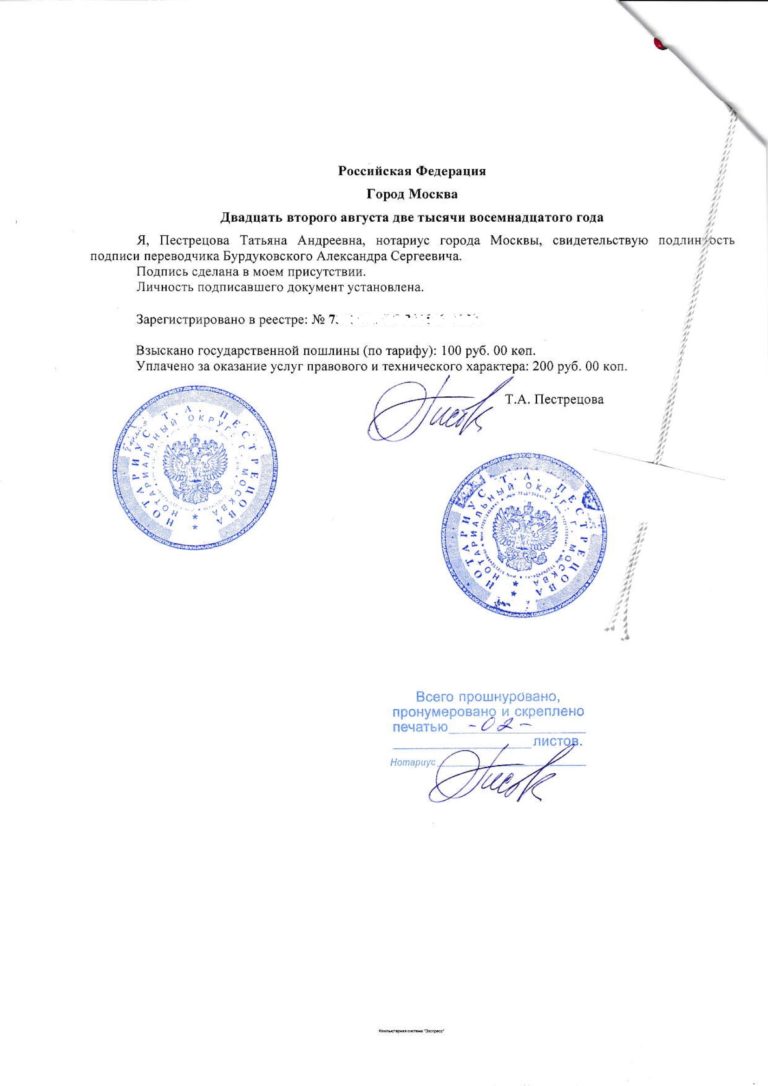 Российская Федерация
Город Москва
Двадцать второго августа две тысячи восемнадцатого года
Я, Пестрецова Татьяна Андреевна, нотариус города Москвы, свидетельствую подлинность
подписи переводчика Бурдуковского Александра Сергеевича.
Подпись сделана в моем присутствии.
Личность подписавшего документ установлена.
Зарегистрировано в реестре: № 7
Взыскано государственной пошлины (по тарифу): 100 руб. 00 коп.
Уплачено за оказание услуг правового и технического характера: 200 руб. 00 коп.
Т.А. Пестрецова
НОТАРИУС Т.А. ПЕСТРЕЦОВА
НОТАРИАЛЬНЫЙ ОКРУГ: Г. МОСКВА
НОТАРИУС Т.А. ПЕСТРЕЦОВА
НОТАРИАЛЬНЫЙ ОКРУГ: Г. МОСКВА
Всего прошнуровано,
пронумеровано и скреплено
печатью -02-
листов.
Нотариус
Компьютерная система "Экспресс"